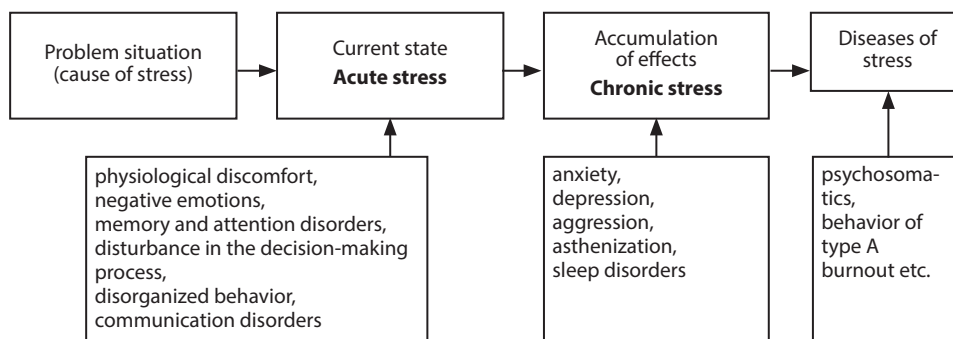 Problem situation
(cause of stress)
Current state
Acute stress
Accumulation
of effects
Chronic stress
Diseases of
stress
physiological discomfort,
negative emotions,
memory and attention disorders,
disturbance in the decision-making
process,
disorganized behavior,
communication disorders
anxiety,
depression,
aggression,
asthenization,
sleep disorders
psychosoma-
tics,
behavior of
type A
burnout etc.